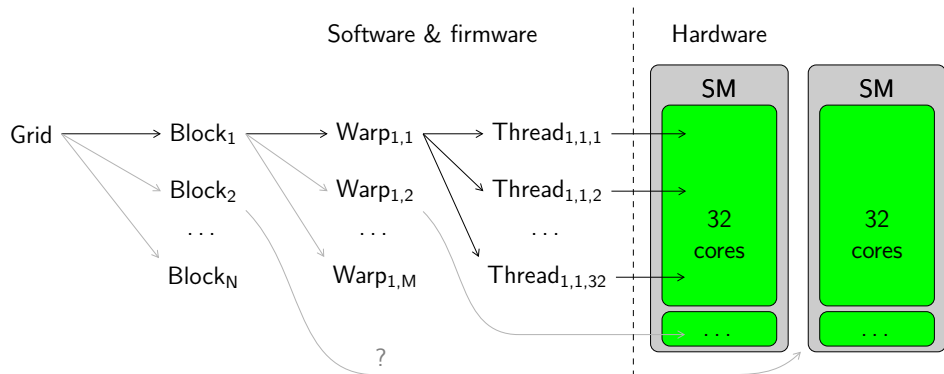 Software & firmware Hardware
SM SM
Grid Block₁ Warp₁,₁ Thread₁,₁,₁
Block₂ Warp₁,₂ Thread₁,₁,₂
32 32
. . . . . . . . .
cores cores
Block_N Warp₁,M Thread₁,₁,₃₂
. . . . . .
?